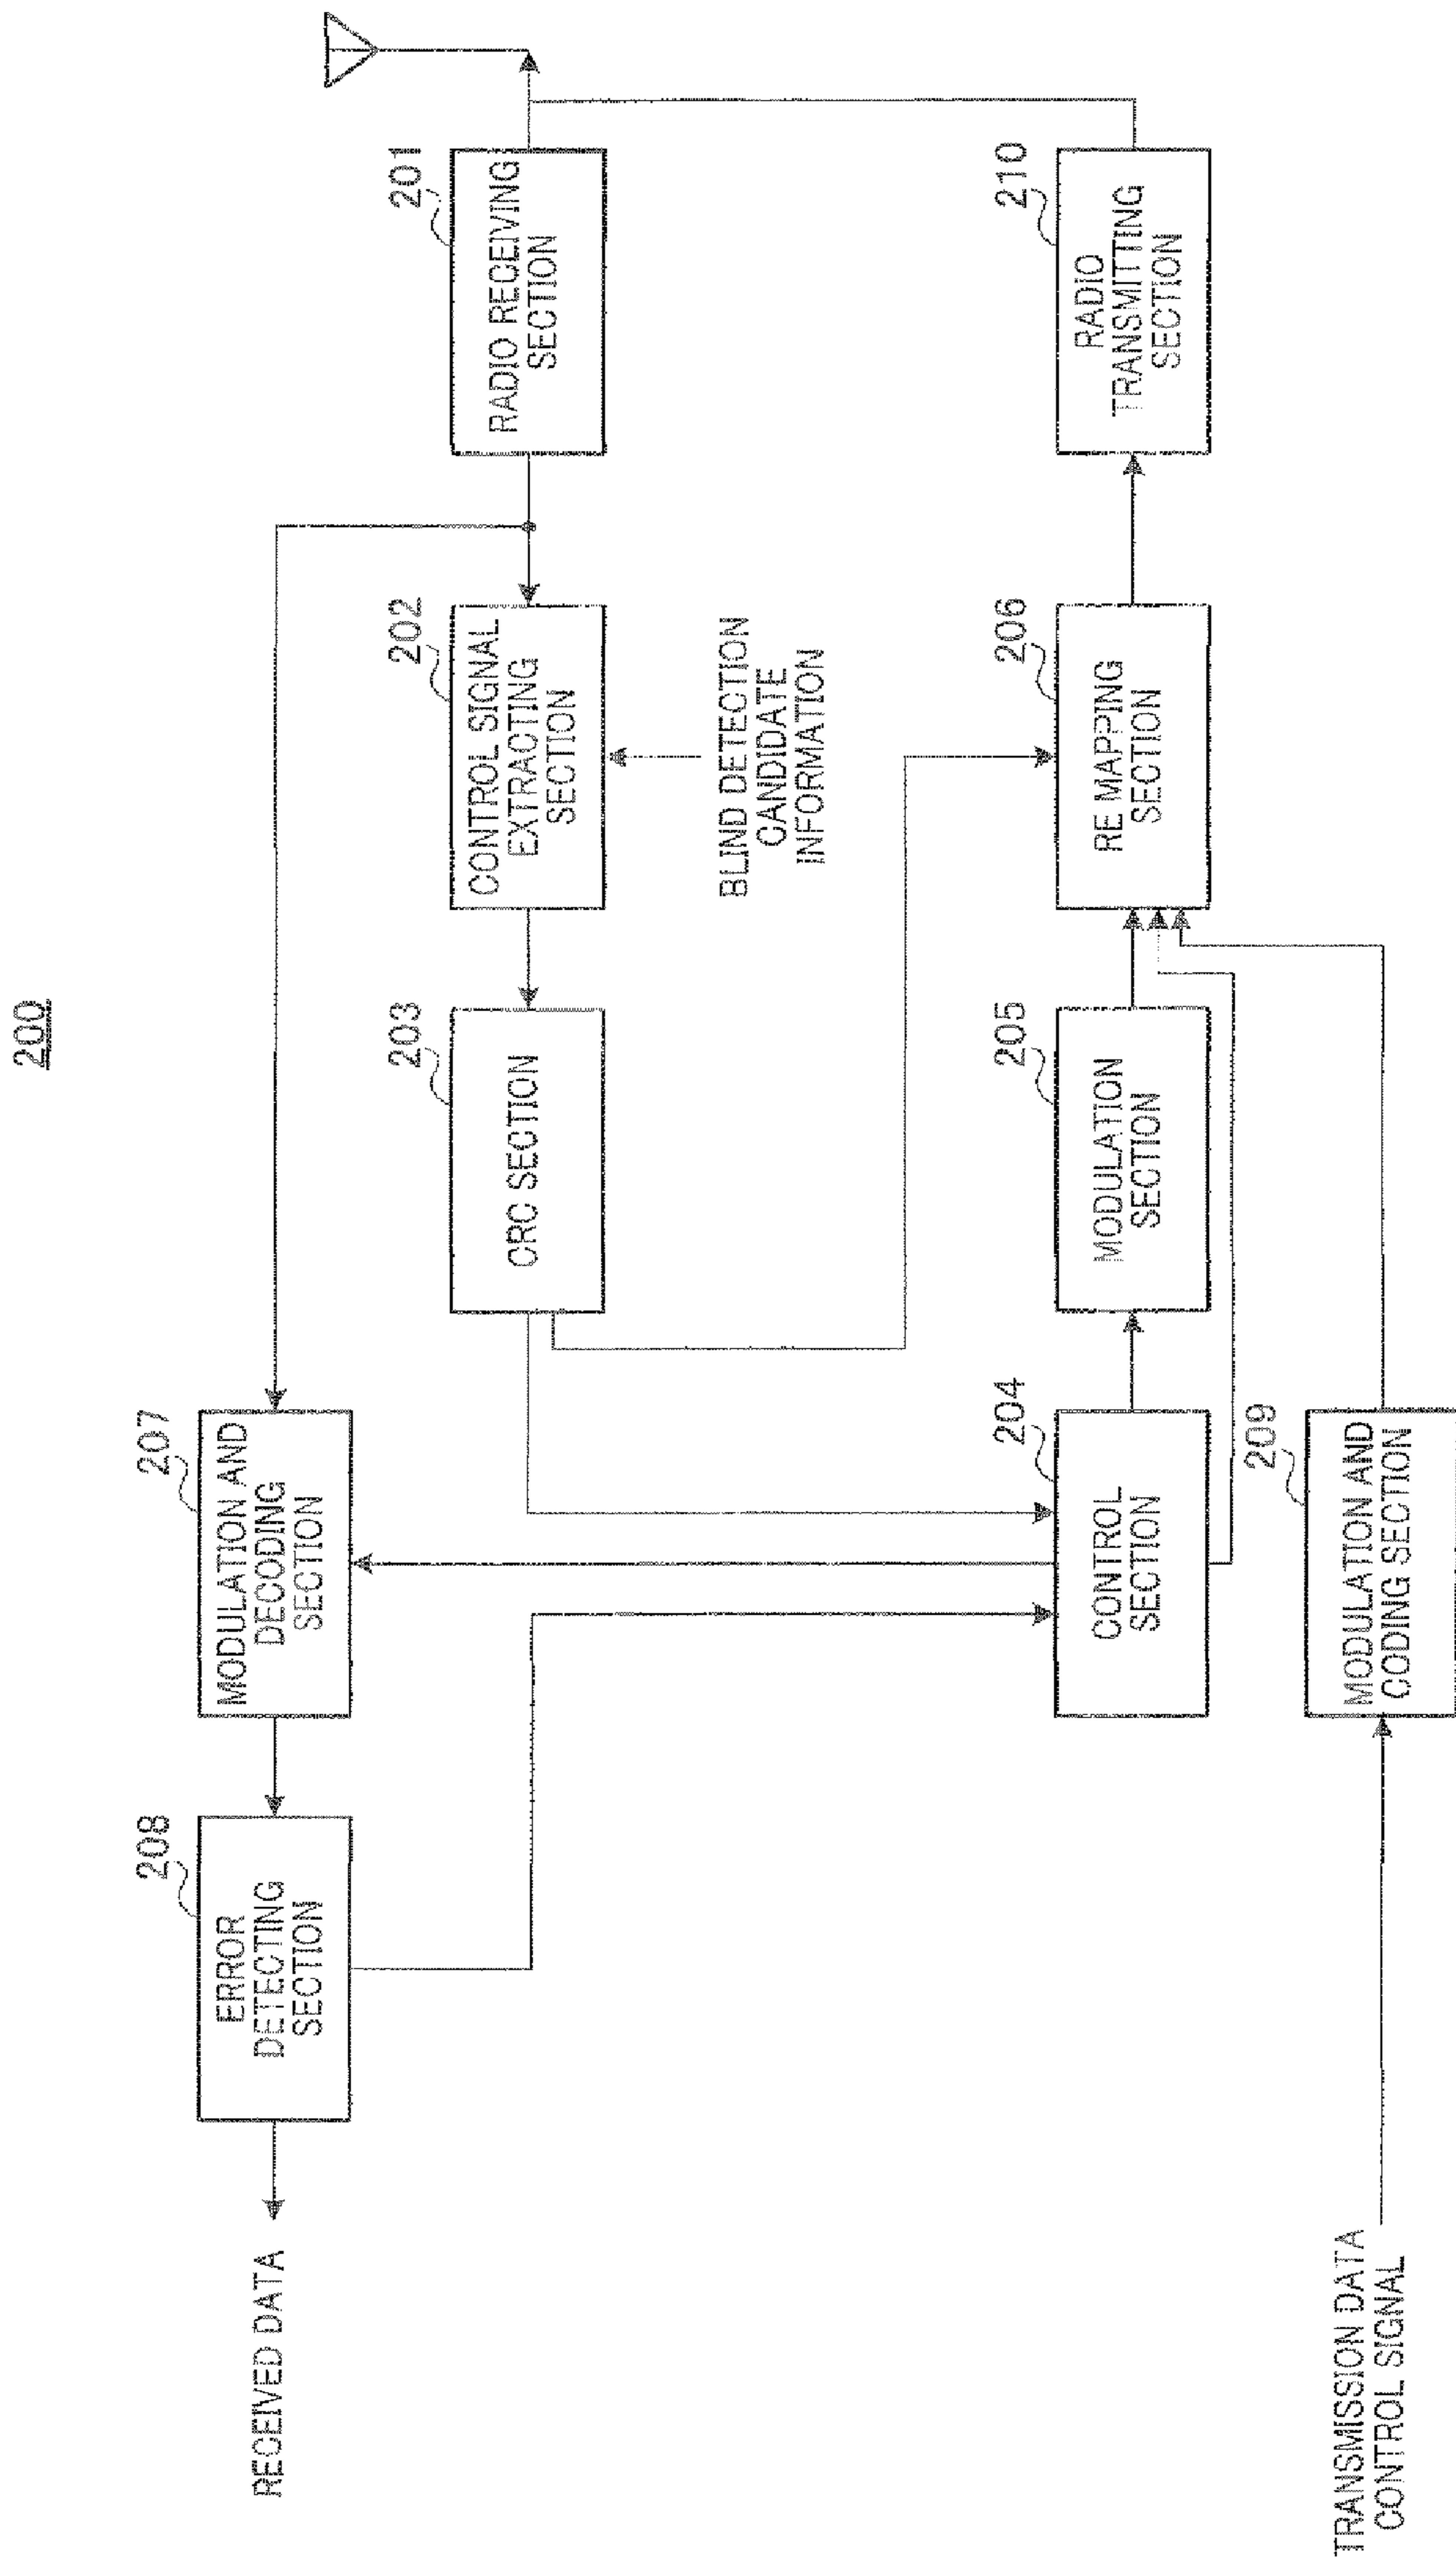 200
RECEIVED DATA
208
ERROR
DETECTING
SECTION
207
MODULATION AND
DECODING
SECTION
203
CRC SECTION
202
CONTROL SIGNAL
EXTRACTING
SECTION
201
RADIO RECEIVING
SECTION
BLIND DETECTION
CANDIDATE
INFORMATION
204
CONTROL
SECTION
205
MODULATION
SECTION
206
RE MAPPING
SECTION
210
RADIO
TRANSMITTING
SECTION
209
MODULATION AND
CODING SECTION
TRANSMISSION DATA
CONTROL SIGNAL